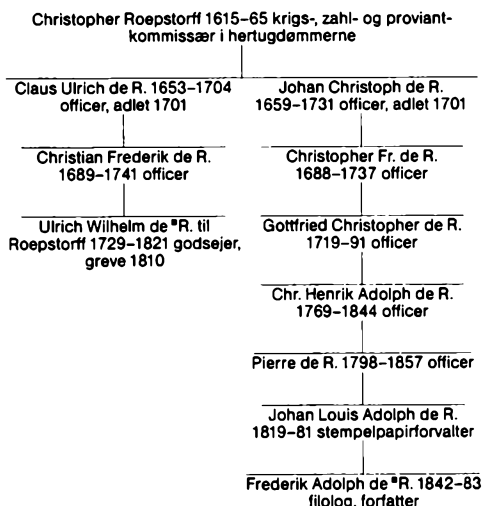 Christopher Roepstorff 1615–65 krigs-, zahl- og proviant-
kommissær i hertugdømmerne
Claus Ulrich de R. 1653–1704
officer, adlet 1701
Christian Frederik de R.
1689–1741 officer
Ulrich Wilhelm de *R. til
Roepstorff 1729–1821 godsejer,
greve 1810
Johan Christoph de R.
1659–1731 officer, adlet 1701
Christopher Fr. de R.
1688–1737 officer
Gottfried Christopher de R.
1719–91 officer
Chr. Henrik Adolph de R.
1769–1844 officer
Pierre de R. 1798–1857 officer
Johan Louis Adolph de R.
1819–81 stempelpapirforvalter
Frederik Adolph de *R. 1842–83
filolog, forfatter